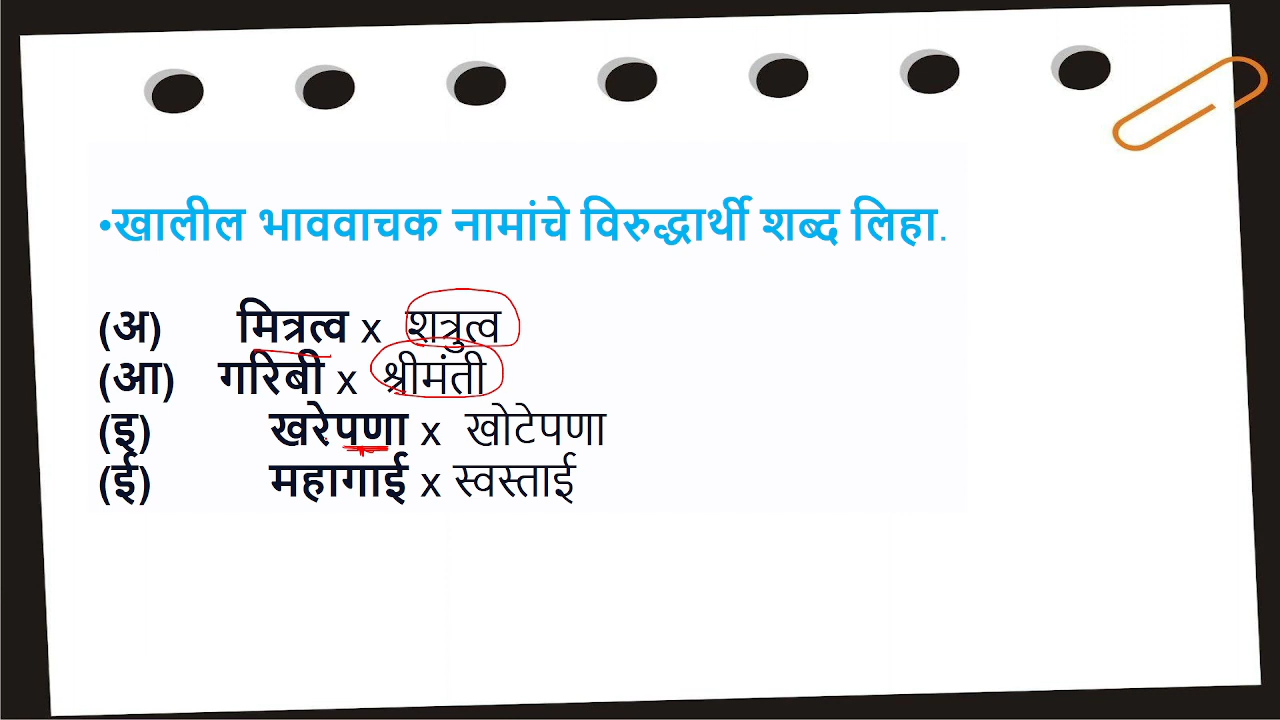 •खालील भाववाचक नामांचे विरुद्धार्थी शब्द लिहा.
(अ) मित्रत्व x शत्रुत्व
(आ) गरिबी x श्रीमंती
(इ) खरेपणा x खोटेपणा
(ई) महागाई x स्वस्ताई